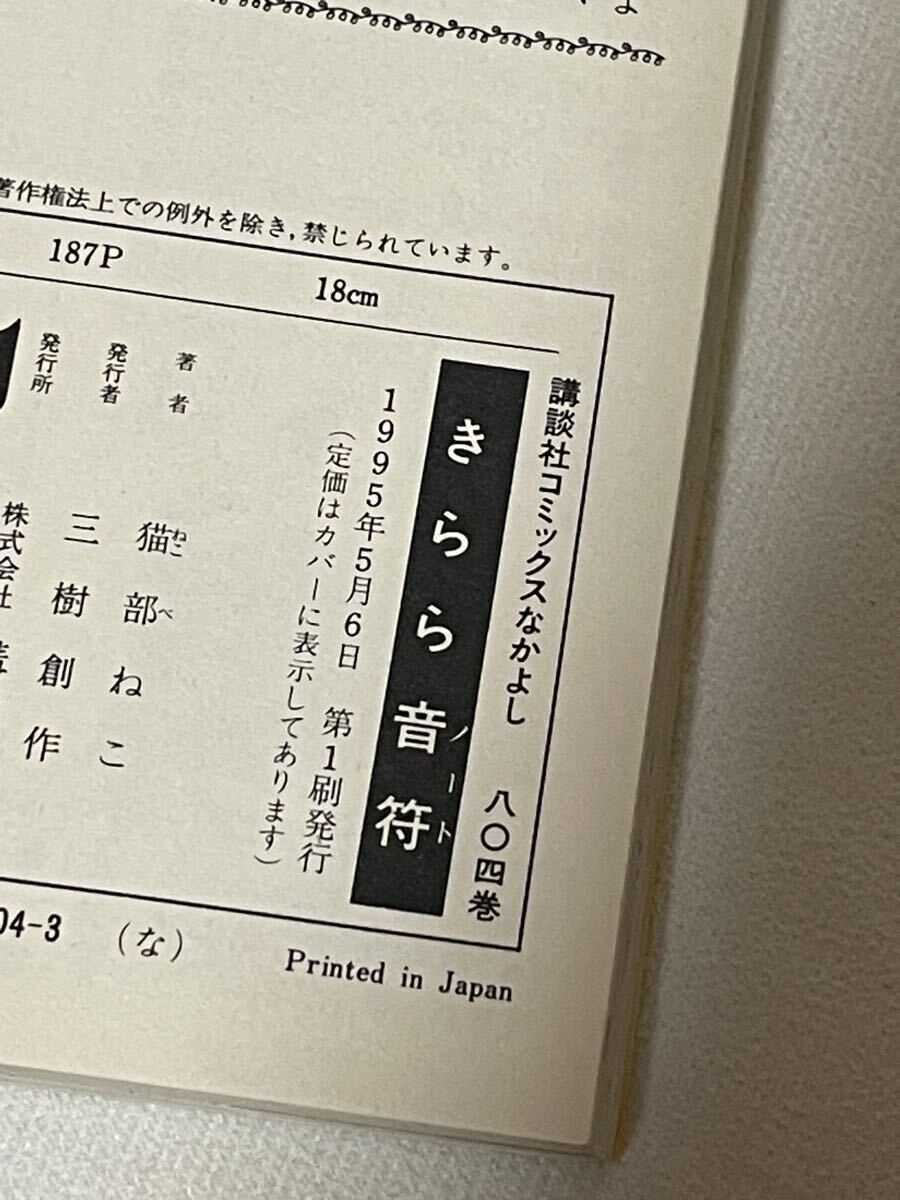 よ
著作権法上での例外を除き，禁じられています。
187P 18cm
講談社コミックスなかよし 八〇四巻
きらら音符
ノート
1995年5月6日 第1刷発行
（定価はカバーに表示してあります）
著者 猫部ねこ
ねこべ
発行者 三樹創作
発行所 株式会社
04-3 （な） Printed in Japan